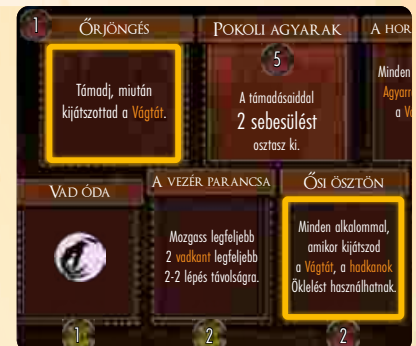 1
ŐRJÖNGÉS
Támadj, miután
kijátszottad a Vágtát.
POKOLI AGYARAK
5
A támadásaiddal
2 sebesülést
osztasz ki.
A HOR
Minden
Agyarr
a Vá
VAD ÓDA
1
A VEZÉR PARANCSA
Mozgass legfeljebb
2 vadkant legfeljebb
2-2 lépés távolságra.
2
ŐSI ÖSZTÖN
Minden alkalommal,
amikor kijátszod
a Vágtát, a hadkanok
Öklelést használhatnak.
2